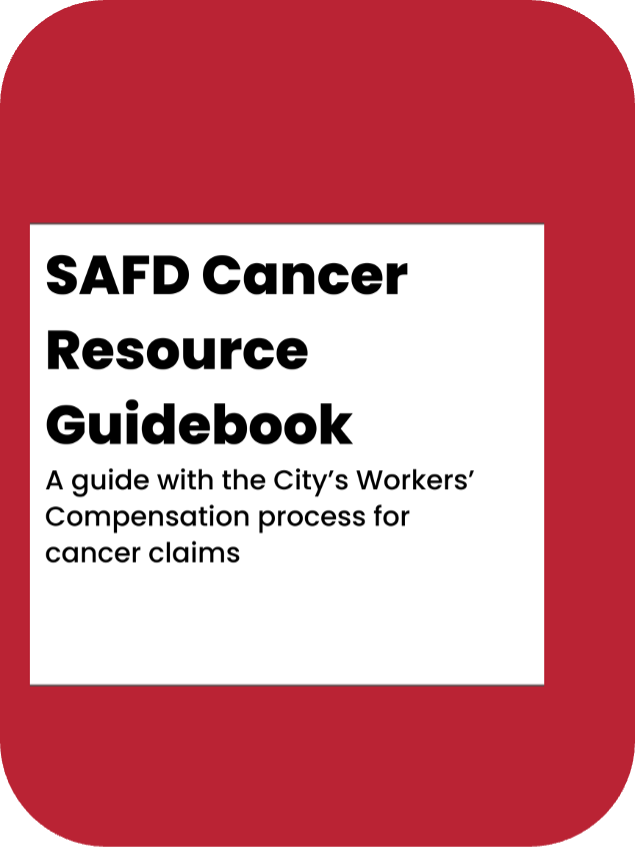 SAFD Cancer
Resource
Guidebook
A guide with the City’s Workers’
Compensation process for
cancer claims